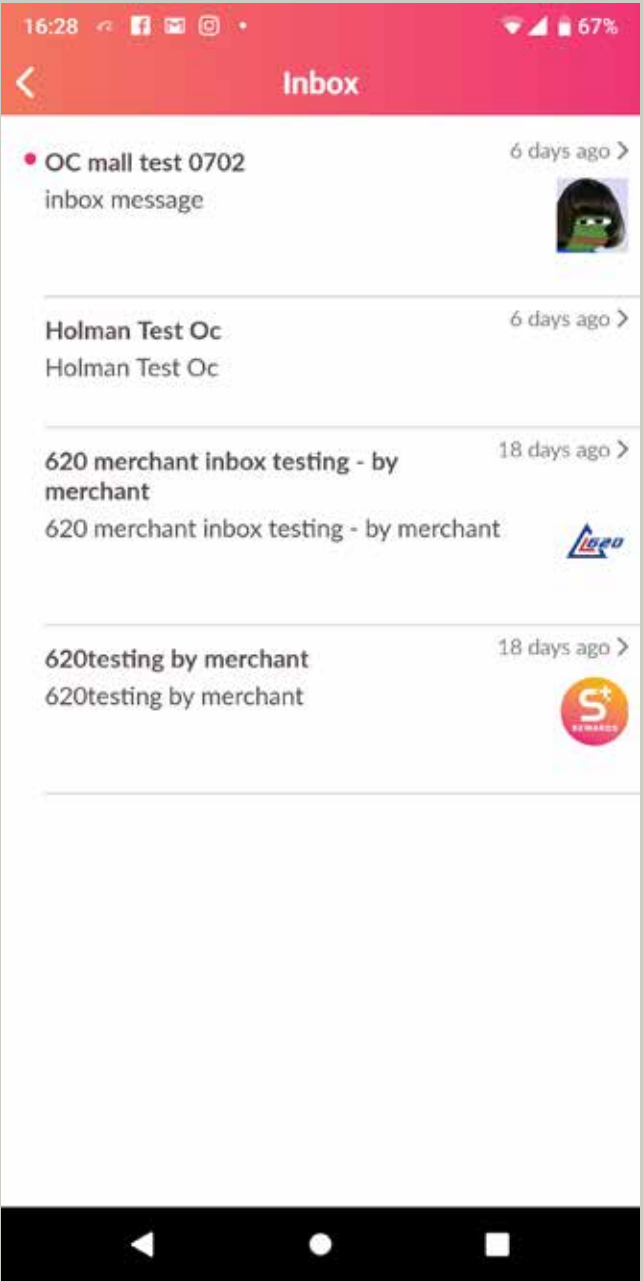 16:28
67%
Inbox
OC mall test 0702
6 days ago
inbox message
Holman Test Oc
6 days ago
Holman Test Oc
620 merchant inbox testing - by
merchant
18 days ago
620 merchant inbox testing - by merchant
L620
620testing by merchant
18 days ago
620testing by merchant
S+
REWARDS